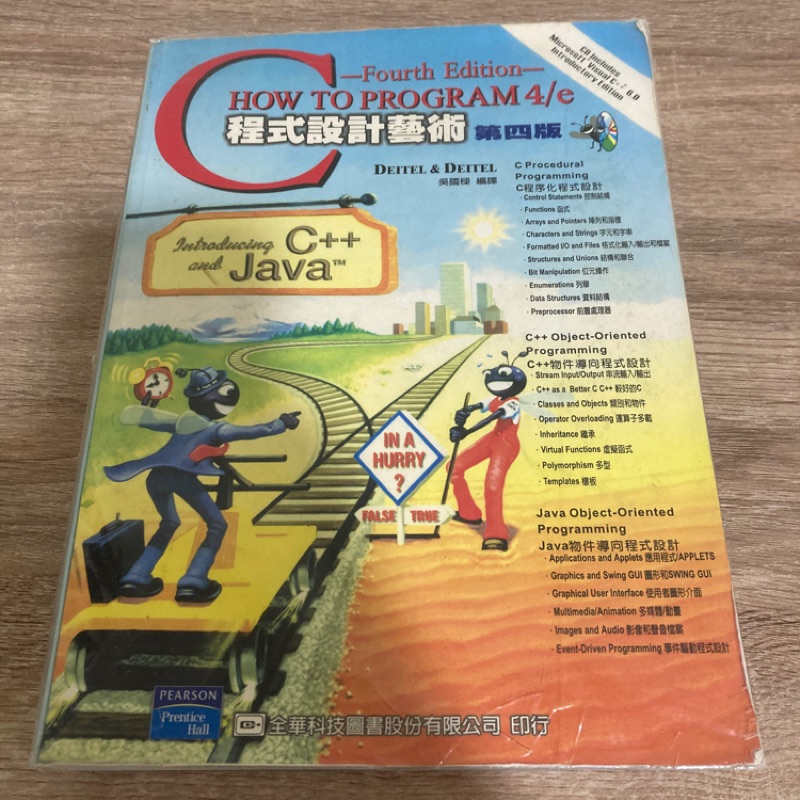 CD Includes
Microsoft Visual C++ 6.0
Introductory Edition
—Fourth Edition—
C HOW TO PROGRAM 4/e
程式設計藝術 第四版
DEITEL & DEITEL
吳國樑 編譯
Introducing C++
and Java™
C Procedural
Programming
C程序化程式設計
· Control Statements 控制結構
· Functions 函式
· Arrays and Pointers 陣列和指標
· Characters and Strings 字元和字串
· Formatted I/O and Files 格式化輸入/輸出和檔案
· Structures and Unions 結構和聯合
· Bit Manipulation 位元操作
· Enumerations 列舉
· Data Structures 資料結構
· Preprocessor 前置處理器
C++ Object-Oriented
Programming
C++物件導向程式設計
· Stream Input/Output 串流輸入/輸出
· C++ as a Better C C++ 較好的C
· Classes and Objects 類別和物件
· Operator Overloading 運算子多載
· Inheritance 繼承
· Virtual Functions 虛擬函式
· Polymorphism 多型
· Templates 樣板
Java Object-Oriented
Programming
Java物件導向程式設計
· Applications and Applets 應用程式/APPLETS
· Graphics and Swing GUI 圖形和SWING GUI
· Graphical User Interface 使用者圖形介面
· Multimedia/Animation 多媒體/動畫
· Images and Audio 影像和聲音檔案
· Event-Driven Programming 事件驅動程式設計
IN A
HURRY
?
FALSE TRUE
PEARSON
Prentice
Hall
全華科技圖書股份有限公司 印行